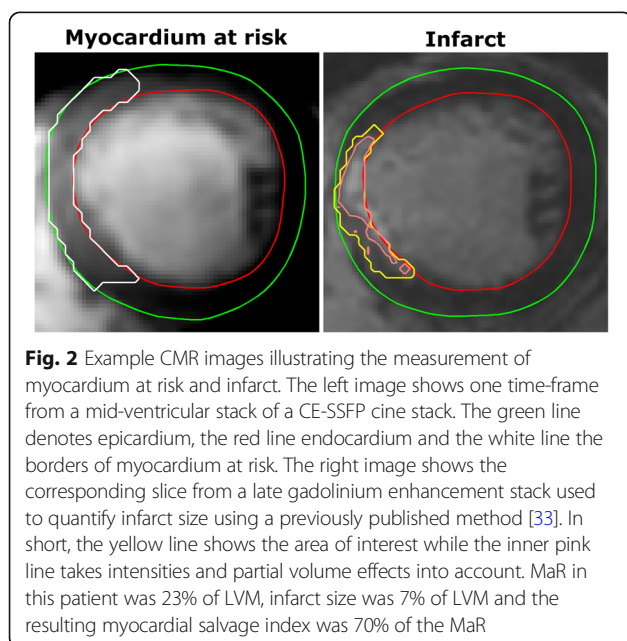 Myocardium at risk
Infarct
Fig. 2 Example CMR images illustrating the measurement of
myocardium at risk and infarct. The left image shows one time-frame
from a mid-ventricular stack of a CE-SSFP cine stack. The green line
denotes epicardium, the red line endocardium and the white line the
borders of myocardium at risk. The right image shows the
corresponding slice from a late gadolinium enhancement stack used
to quantify infarct size using a previously published method [33]. In
short, the yellow line shows the area of interest while the inner pink
line takes intensities and partial volume effects into account. MaR in
this patient was 23% of LVM, infarct size was 7% of LVM and the
resulting myocardial salvage index was 70% of the MaR